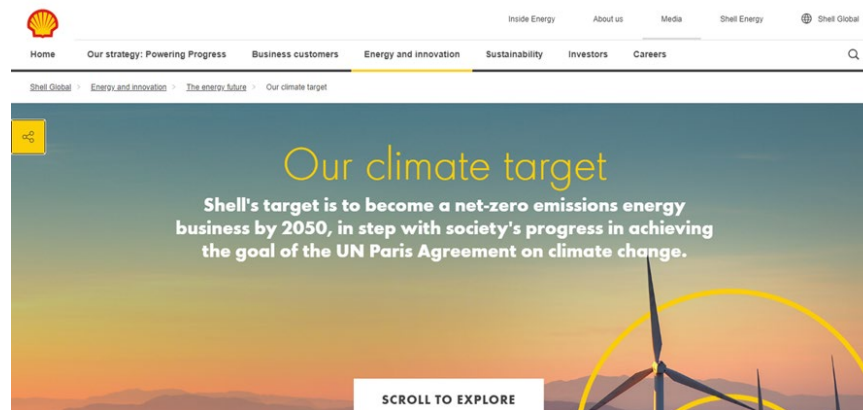 Inside Energy About us Media Shell Energy Shell Global
Home Our strategy: Powering Progress Business customers Energy and innovation Sustainability Investors Careers
Shell Global > Energy and innovation > The energy future > Our climate target
Our climate target
Shell's target is to become a net-zero emissions energy
business by 2050, in step with society's progress in achieving
the goal of the UN Paris Agreement on climate change.
SCROLL TO EXPLORE